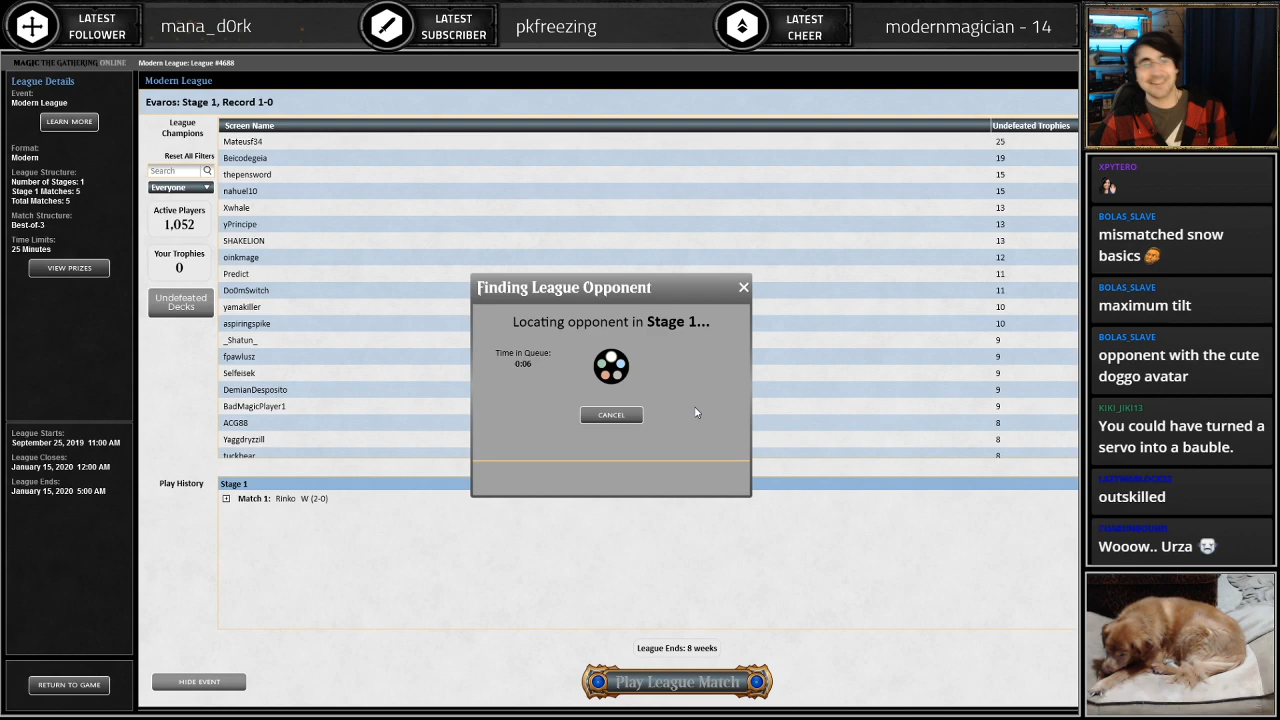 LATEST
FOLLOWER
mana_d0rk
LATEST
SUBSCRIBER
pkfreezing
LATEST
CHEER
modernmagician - 14
MAGIC THE GATHERING ONLINE
Modern League: League #4688
League Details
Event:
Modern League
LEARN MORE
Format:
Modern
League Structure:
Number of Stages: 1
Stage 1 Matches: 5
Total Matches: 5
Match Structure:
Best-of-3
Time Limits:
25 Minutes
VIEW PRIZES
League Starts:
September 25, 2019 11:00 AM
League Closes:
January 15, 2020 12:00 AM
League Ends:
January 15, 2020 5:00 AM
RETURN TO GAME
Modern League
Evaros: Stage 1, Record 1-0
League
Champions
Reset All Filters
Search
Everyone
Active Players
1,052
Your Trophies
0
Undefeated
Decks
Screen Name Undefeated Trophies
Mateusf34 25
Beicodegeia 19
thepensword 15
nahuel10 15
Xwhale 13
yPrincipe 13
SHAKELION 13
oinkmage 12
Predict 11
Do0mSwitch 11
yamakiller 10
aspiringspike 10
_Shatun_ 9
fpawlusz 9
Selfeisek 9
DemianDesposito 9
BadMagicPlayer1 9
ACG88 8
Yaggdryzzill 8
tuckbear 8
Finding League Opponent
Locating opponent in Stage 1...
Time in Queue:
0:06
CANCEL
Play History
Stage 1
Match 1: Rinko W (2-0)
League Ends: 8 weeks
HIDE EVENT
Play League Match
XPYTERO
BOLAS_SLAVE
mismatched snow
basics
BOLAS_SLAVE
maximum tilt
BOLAS_SLAVE
opponent with the cute
doggo avatar
KIKI_JIKI13
You could have turned a
servo into a bauble.
outskilled
Wooow.. Urza